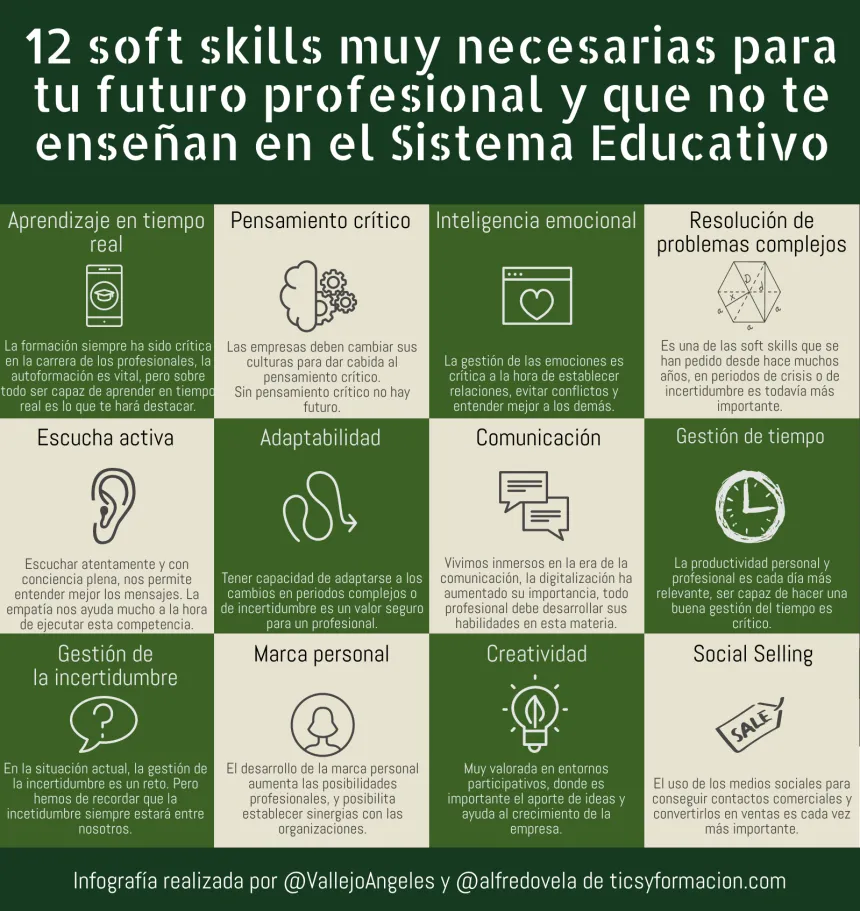 12 soft skills muy necesarias para
tu futuro profesional y que no te
enseñan en el Sistema Educativo
Aprendizaje en tiempo
real
La formación siempre ha sido crítica
en la carrera de los profesionales, la
autoformación es vital, pero sobre
todo ser capaz de aprender en tiempo
real es lo que te hará destacar.
Pensamiento crítico
Las empresas deben cambiar sus
culturas para dar cabida al
pensamiento crítico.
Sin pensamiento crítico no hay
futuro.
Inteligencia emocional
La gestión de las emociones es
crítica a la hora de establecer
relaciones, evitar conflictos y
entender mejor a los demás.
Resolución de
problemas complejos
D
d
x
a
a
a
Es una de las soft skills que se
han pedido desde hace muchos
años, en periodos de crisis o de
incertidumbre es todavía más
importante.
Escucha activa
Escuchar atentamente y con
conciencia plena, nos permite
entender mejor los mensajes. La
empatía nos ayuda mucho a la hora
de ejecutar esta competencia.
Adaptabilidad
Tener capacidad de adaptarse a los
cambios en periodos complejos o
de incertidumbre es un valor seguro
para un profesional.
Comunicación
Vivimos inmersos en la era de la
comunicación, la digitalización ha
aumentado su importancia, todo
profesional debe desarrollar sus
habilidades en esta materia.
Gestión de tiempo
La productividad personal y
profesional es cada día más
relevante, ser capaz de hacer una
buena gestión del tiempo es
crítico.
Gestión de
la incertidumbre
?
En la situación actual, la gestión de
la incertidumbre es un reto. Pero
hemos de recordar que la
incetidumbre siempre estará entre
nosotros.
Marca personal
El desarrollo de la marca personal
aumenta las posibilidades
profesionales, y posibilita
establecer sinergias con las
organizaciones.
Creatividad
Muy valorada en entornos
participativos, donde es
importante el aporte de ideas y
ayuda al crecimiento de la
empresa.
Social Selling
SALE
El uso de los medios sociales para
conseguir contactos comerciales y
convertirlos en ventas es cada vez
más importante.
Infografía realizada por @VallejoAngeles y @alfredovela de ticsyformacion.com